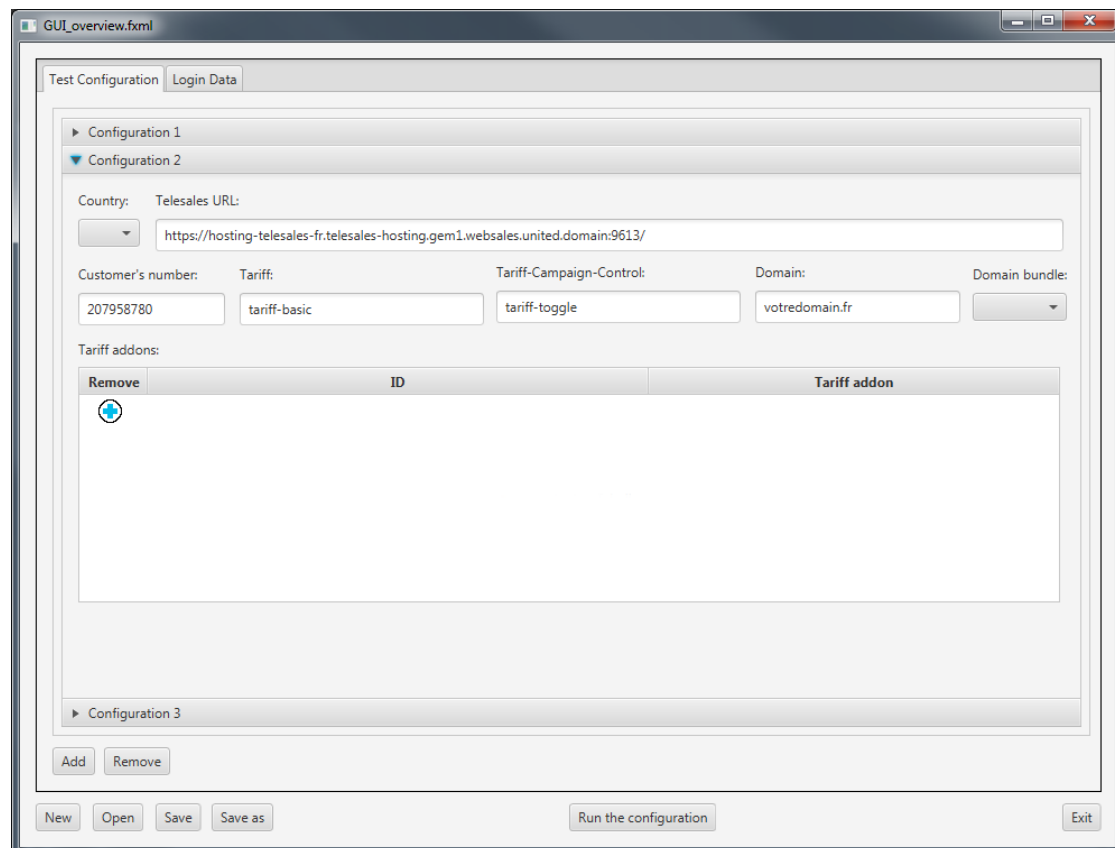 GUI_overview.fxml
Test Configuration Login Data
Configuration 1
Configuration 2
Country: Telesales URL:
https://hosting-telesales-fr.telesales-hosting.gem1.websales.united.domain:9613/
Customer's number: Tariff: Tariff-Campaign-Control: Domain: Domain bundle:
207958780 tariff-basic tariff-toggle votredomain.fr
Tariff addons:
Remove ID Tariff addon
Configuration 3
Add Remove
New Open Save Save as Run the configuration Exit